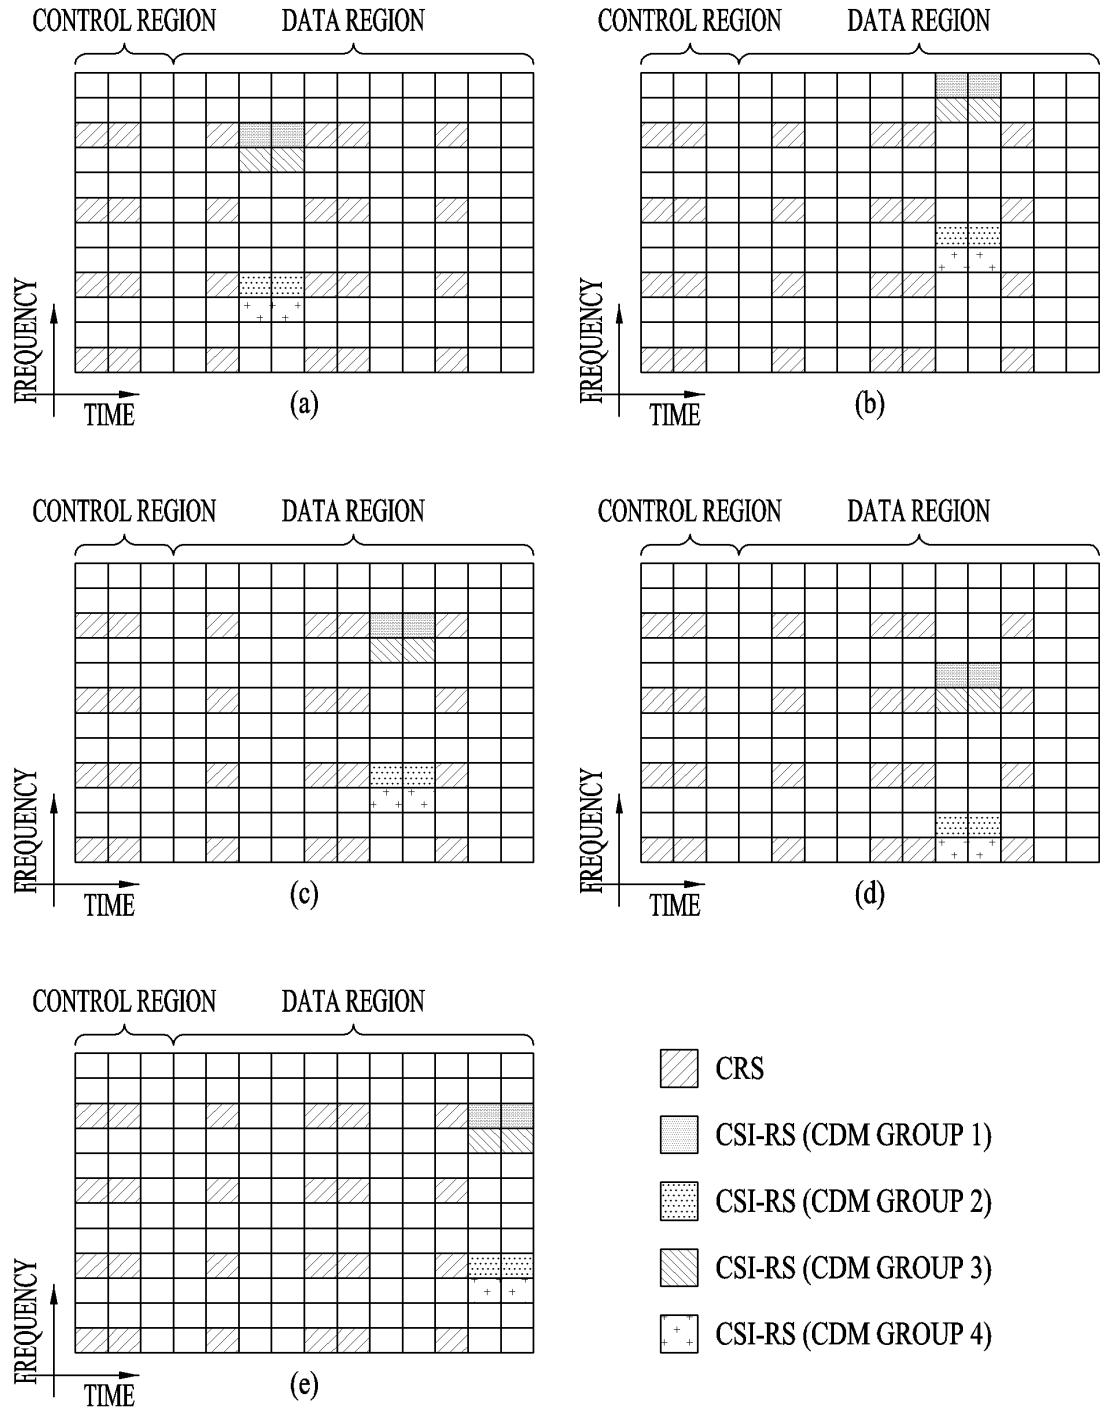 CONTROL REGION DATA REGION
FREQUENCY
TIME
(a)
CONTROL REGION DATA REGION
FREQUENCY
TIME
(b)
CONTROL REGION DATA REGION
FREQUENCY
TIME
(c)
CONTROL REGION DATA REGION
FREQUENCY
TIME
(d)
CONTROL REGION DATA REGION
FREQUENCY
TIME
(e)
CRS
CSI-RS (CDM GROUP 1)
CSI-RS (CDM GROUP 2)
CSI-RS (CDM GROUP 3)
CSI-RS (CDM GROUP 4)